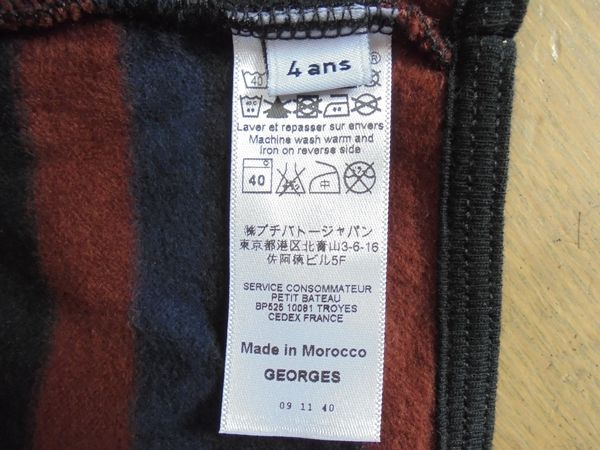 4 ans
40
Laver et repasser sur envers
Machine wash warm and
Iron on reverse side
40
中
㈱プチバトージャパン
東京都港区北青山3-6-16
佐阿徳ビル5F
SERVICE CONSOMMATEUR
PETIT BATEAU
BP525 10081 TROYES
CEDEX FRANCE
Made in Morocco
GEORGES
09 11 40